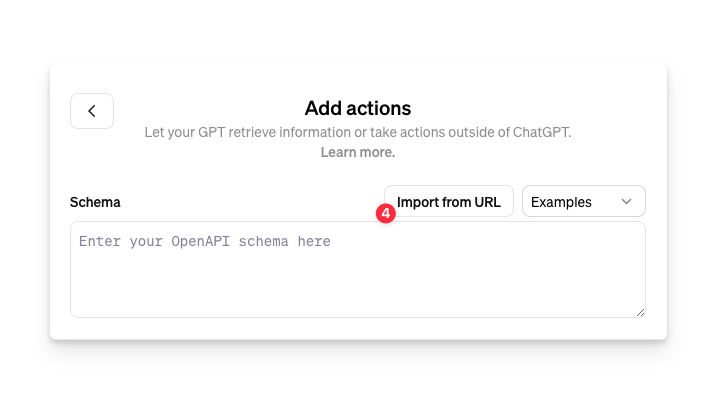 Add actions
Let your GPT retrieve information or take actions outside of ChatGPT.
Learn more.
Schema
4
Import from URL
Examples
Enter your OpenAPI schema here